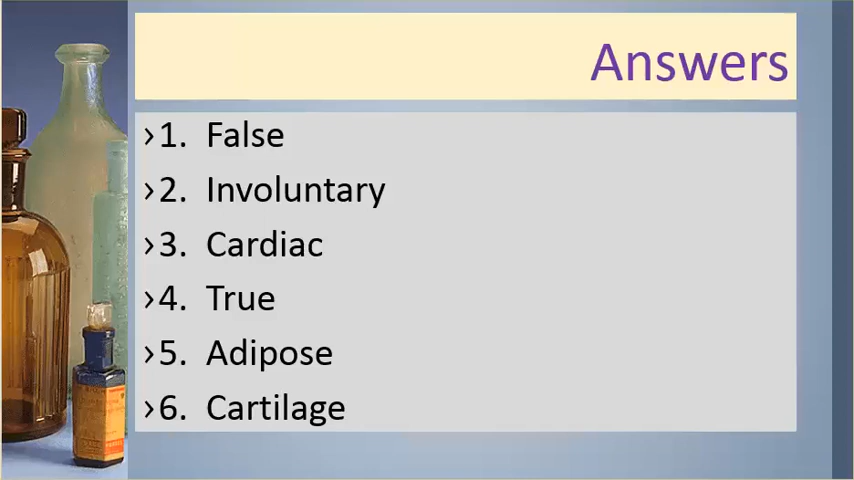 Answers
›1. False
›2. Involuntary
›3. Cardiac
›4. True
›5. Adipose
›6. Cartilage